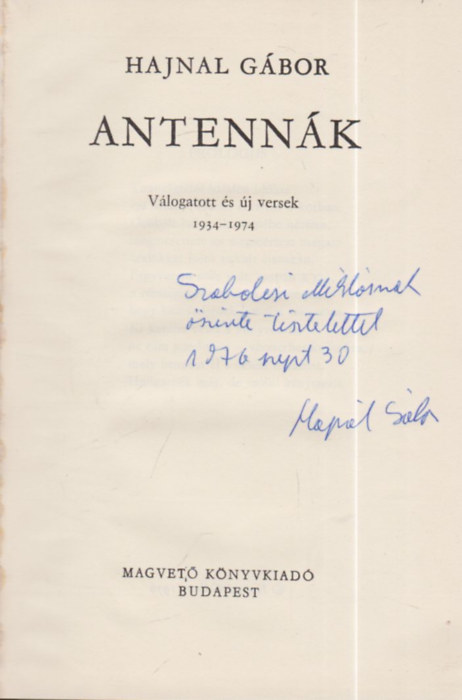 HAJNAL GÁBOR
ANTENNÁK
Válogatott és új versek
1934–1974
Szabolcsi Miklósnak
őszinte tisztelettel
1976 szept 30
Hajnal Gábor
MAGVETŐ KÖNYVKIADÓ
BUDAPEST